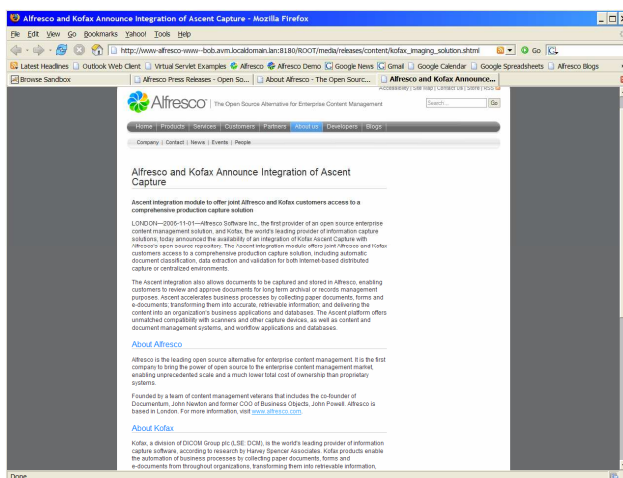 Alfresco and Kofax Announce Integration of Ascent Capture - Mozilla Firefox
File Edit View Go Bookmarks Yahoo! Tools Help
http://www-alfresco-www--bob.avm.localdomain.lan:8180/ROOT/media/releases/content/kofax_imaging_solution.shtml Go
Latest Headlines Outlook Web Client Virtual Servlet Examples Alfresco Alfresco Demo Google News Gmail Google Calendar Google Spreadsheets Alfresco Blogs
Browse Sandbox Alfresco Press Releases - Open So... About Alfresco - The Open Sourc... Alfresco and Kofax Announce...
Accessibility | Site Map | Contact Us | Store | RSS
Alfresco The Open Source Alternative for Enterprise Content Management Search... Go
Home | Products | Services | Customers | Partners | About us | Developers | Blogs |
Company | Contact | News | Events | People
Alfresco and Kofax Announce Integration of Ascent
Capture
Ascent integration module to offer joint Alfresco and Kofax customers access to a
comprehensive production capture solution
LONDON—2006-11-01—Alfresco Software Inc., the first provider of an open source enterprise
content management solution, and Kofax, the world's leading provider of information capture
solutions, today announced the availability of an integration of Kofax Ascent Capture with
Alfresco's open source repository. The Ascent integration module offers joint Alfresco and Kofax
customers access to a comprehensive production capture solution, including automatic
document classification, data extraction and validation for both Internet-based distributed
capture or centralized environments.
The Ascent integration also allows documents to be captured and stored in Alfresco, enabling
customers to review and approve documents for long term archival or records management
purposes. Ascent accelerates business processes by collecting paper documents, forms and
e-documents; transforming them into accurate, retrievable information; and delivering the
content into an organization's business applications and databases. The Ascent platform offers
unmatched compatibility with scanners and other capture devices, as well as content and
document management systems, and workflow applications and databases.
About Alfresco
Alfresco is the leading open source alternative for enterprise content management. It is the first
company to bring the power of open source to the enterprise content management market,
enabling unprecedented scale and a much lower total cost of ownership than proprietary
systems.
Founded by a team of content management veterans that includes the co-founder of
Documentum, John Newton and former COO of Business Objects, John Powell. Alfresco is
based in London. For more information, visit www.alfresco.com.
About Kofax
Kofax, a division of DICOM Group plc (LSE: DCM), is the world's leading provider of information
capture software, according to research by Harvey Spencer Associates. Kofax products enable
the automation of business processes by collecting paper documents, forms and
e-documents from throughout organizations, transforming them into retrievable information,
Done